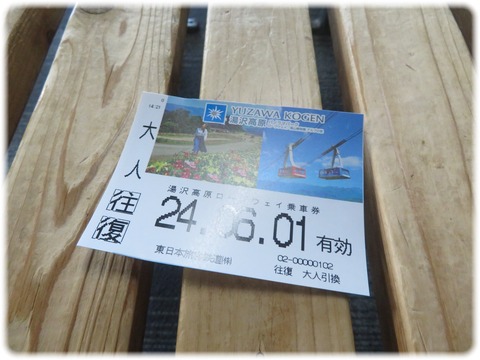 大人 往復
YUZAWA KOGEN
湯沢高原
湯沢高原ロープウェイ乗車券
24.06.01 有効
02-00000102
東日本旅客鉄道㈱
往復 大人引換